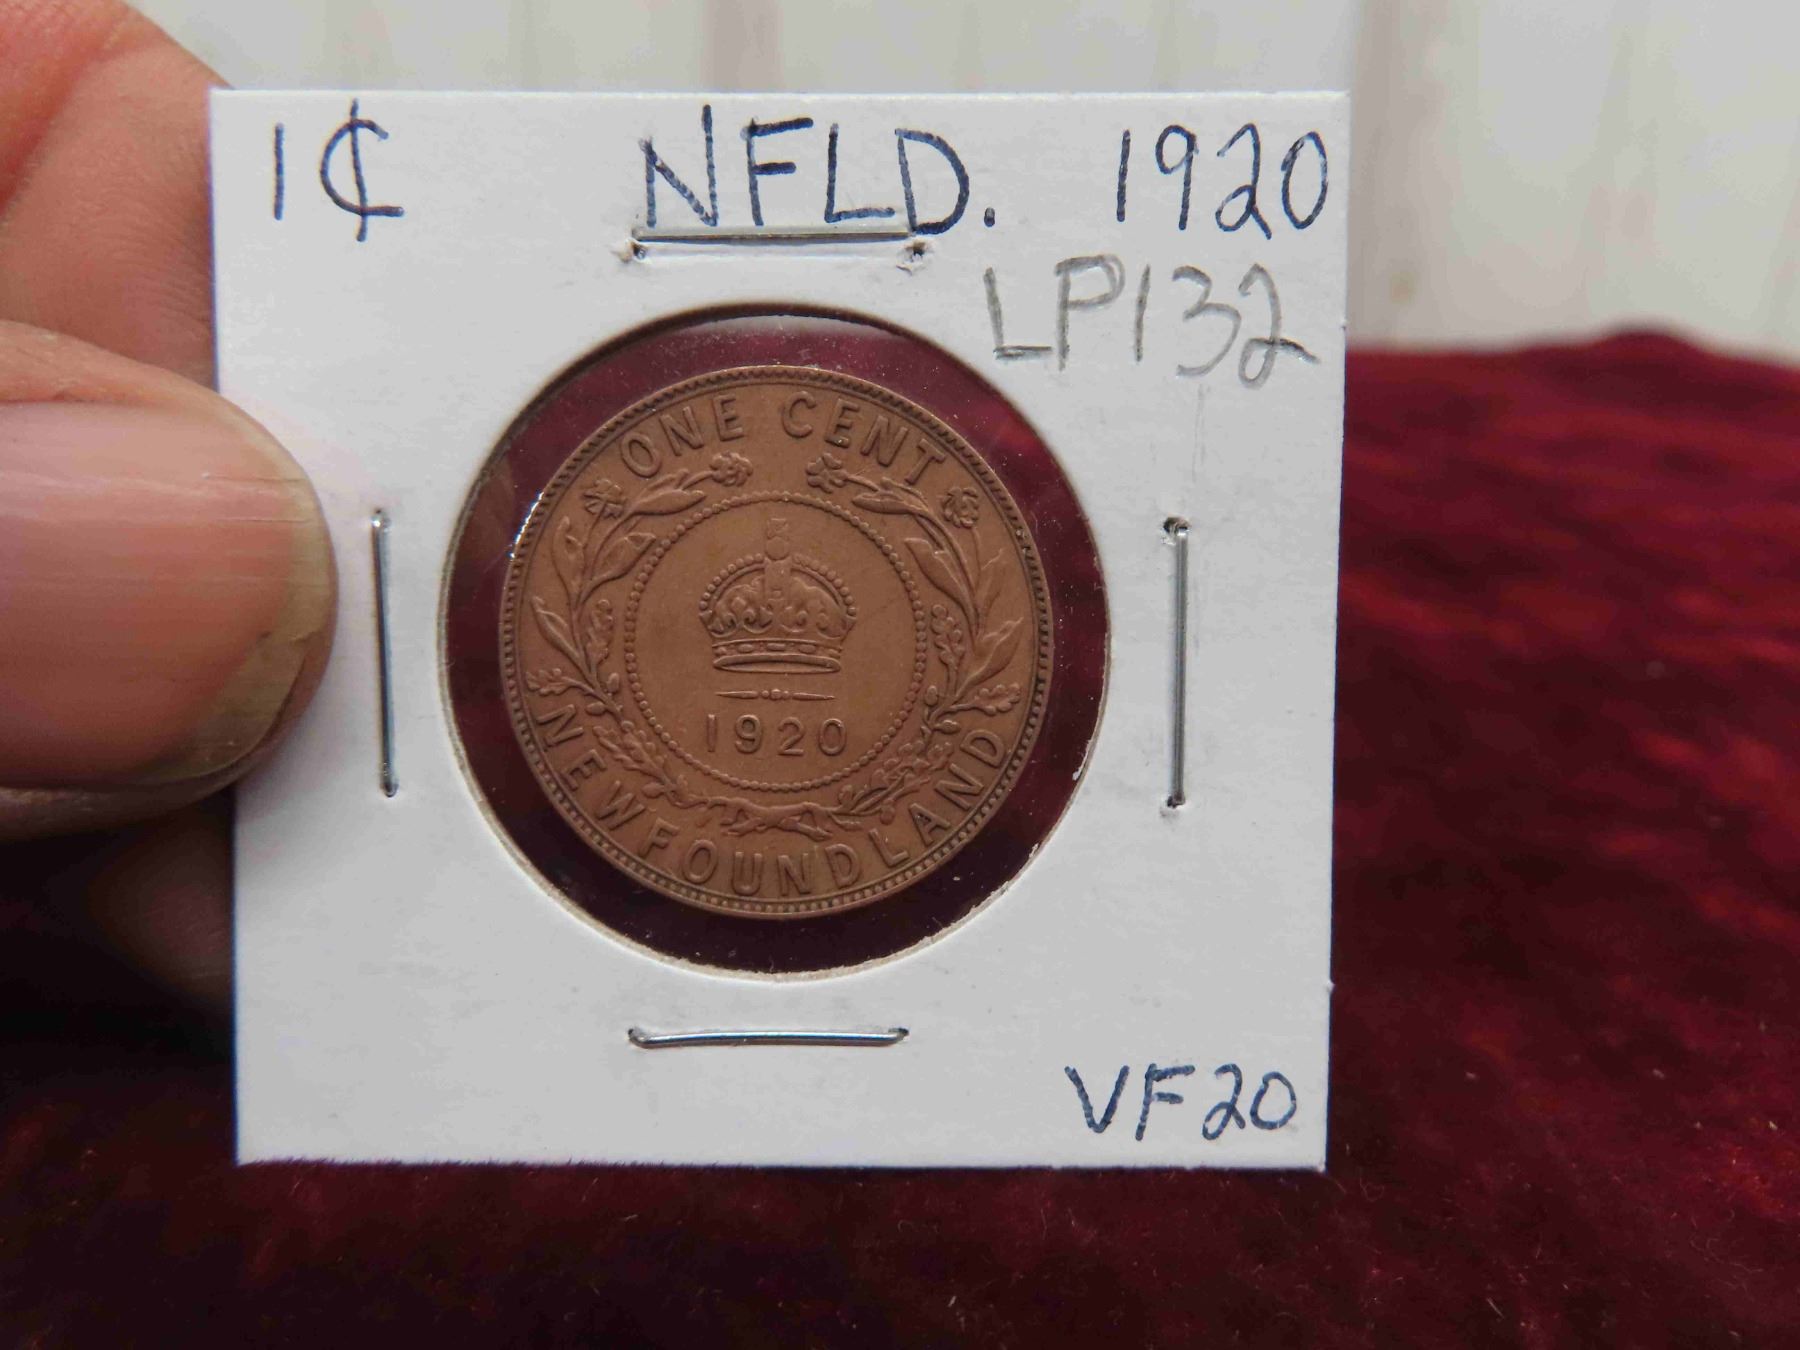 1¢ NFLD. 1920
LP132
ONE CENT
1920
NEWFOUNDLAND
VF20